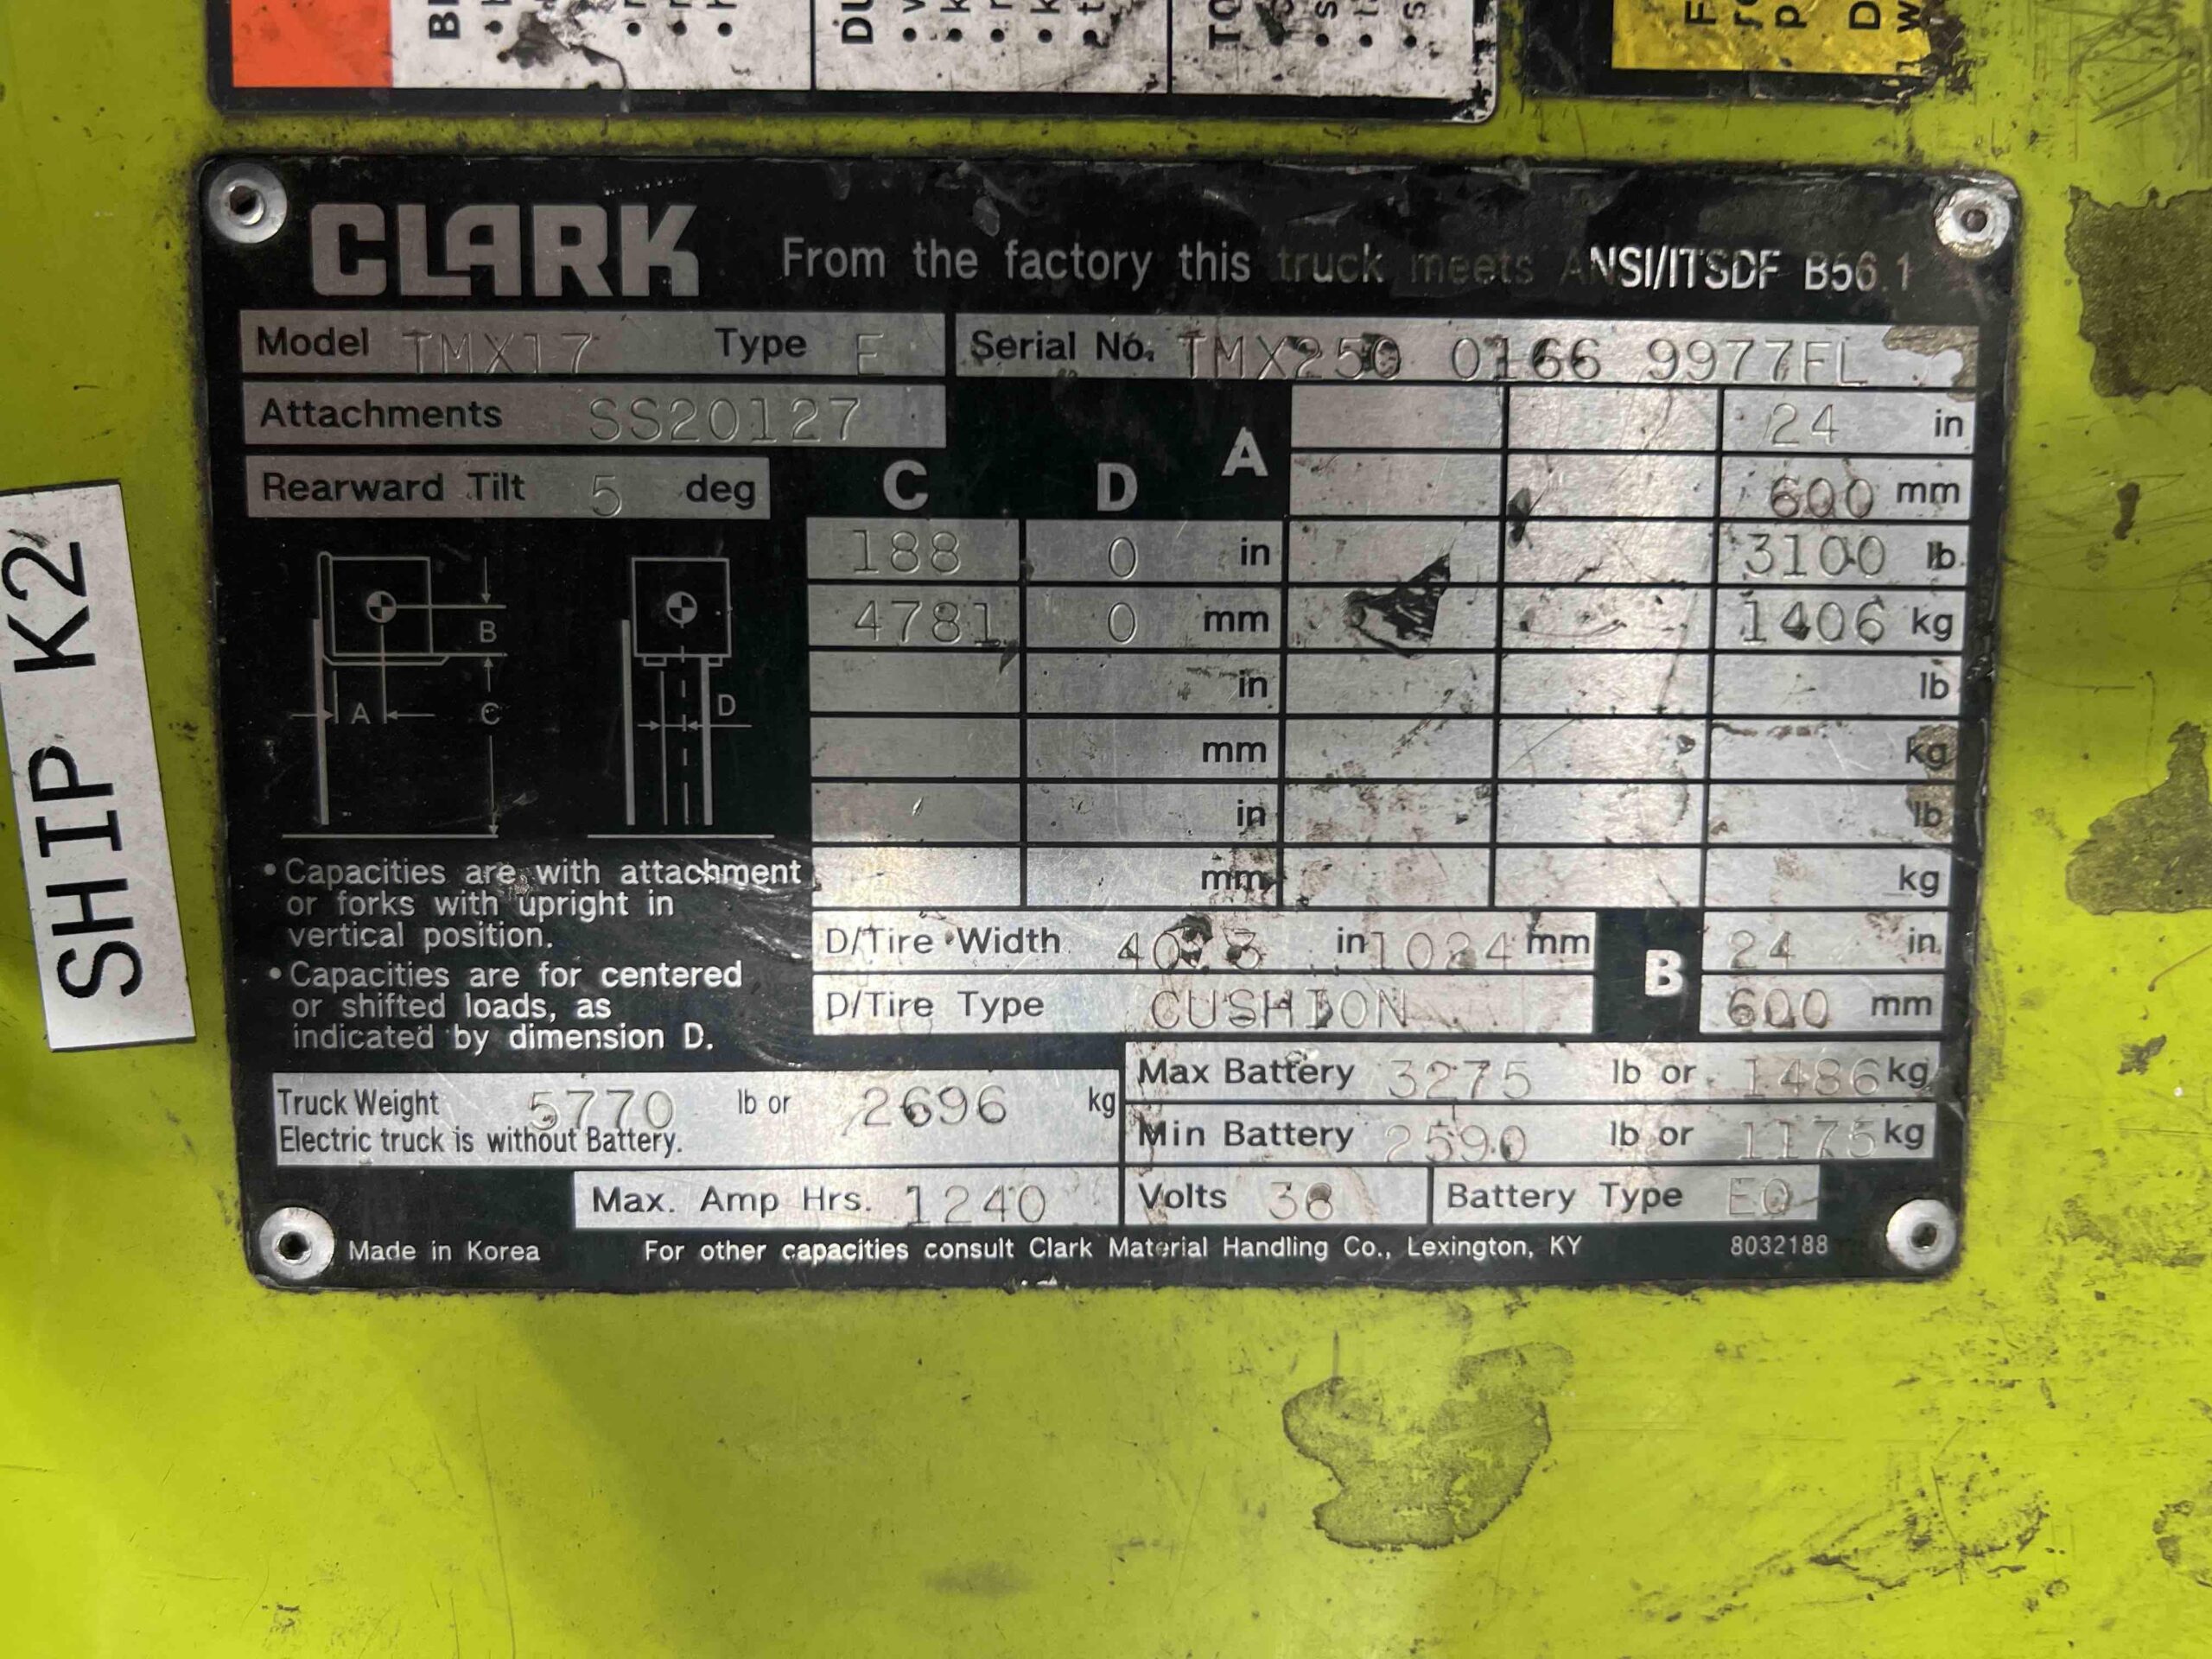 CLARK
From the factory this truck meets ANSI/ITSDF B56.1
Model TMX17 Type E
Serial No. TMX250 0166 9977FL
Attachments SS20127
Rearward Tilt 5 deg
C D A
24 in
600 mm
188 0 in 3100 lb
4781 0 mm 1406 kg
in lb
mm kg
in lb
mm kg
A B C
D
• Capacities are with attachment
or forks with upright in
vertical position.
• Capacities are for centered
or shifted loads, as
indicated by dimension D.
D/Tire Width in 1024 mm
D/Tire Type CUSHION
B 24 in
600 mm
Truck Weight 5770 lb or 2696 kg
Electric truck is without Battery.
Max Battery 3275 lb or 1486 kg
Min Battery 2590 lb or 1175 kg
Max. Amp Hrs. 1240
Volts
Battery Type EO
Made in Korea
For other capacities consult Clark Material Handling Co., Lexington, KY
8032188
SHIP K2